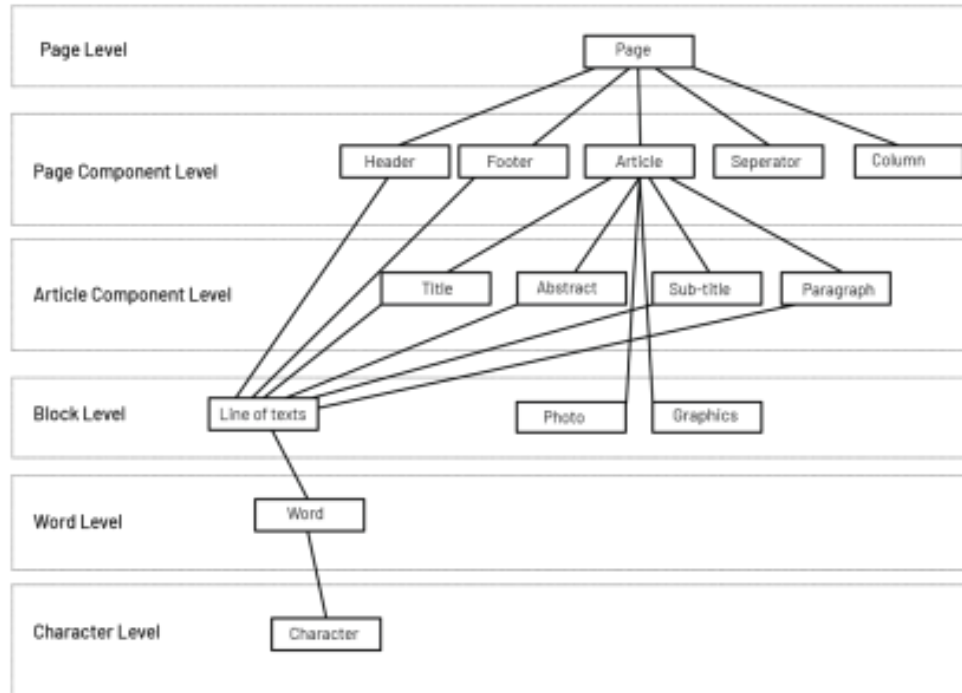 Page Level
Page
Page Component Level
Header
Footer
Article
Seperator
Column
Article Component Level
Title
Abstract
Sub-title
Paragraph
Block Level
Line of texts
Photo
Graphics
Word Level
Word
Character Level
Character